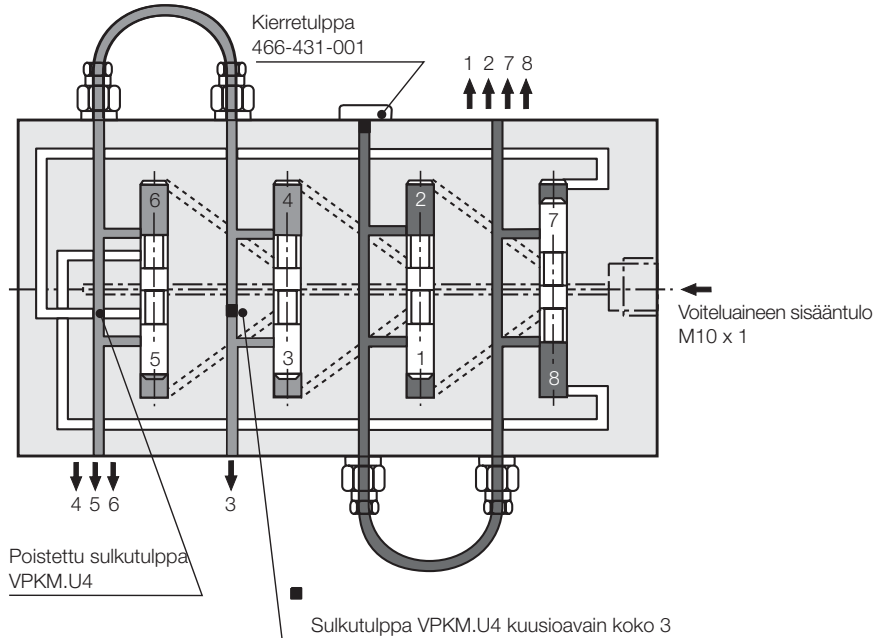 Kierretulppa
466-431-001
1 2 7 8
6 4 2 7
5 3 1 8
Voiteluaineen sisääntulo
M10 x 1
4 5 6 3
Poistettu sulkutulppa
VPKM.U4
Sulkutulppa VPKM.U4 kuusioavain koko 3